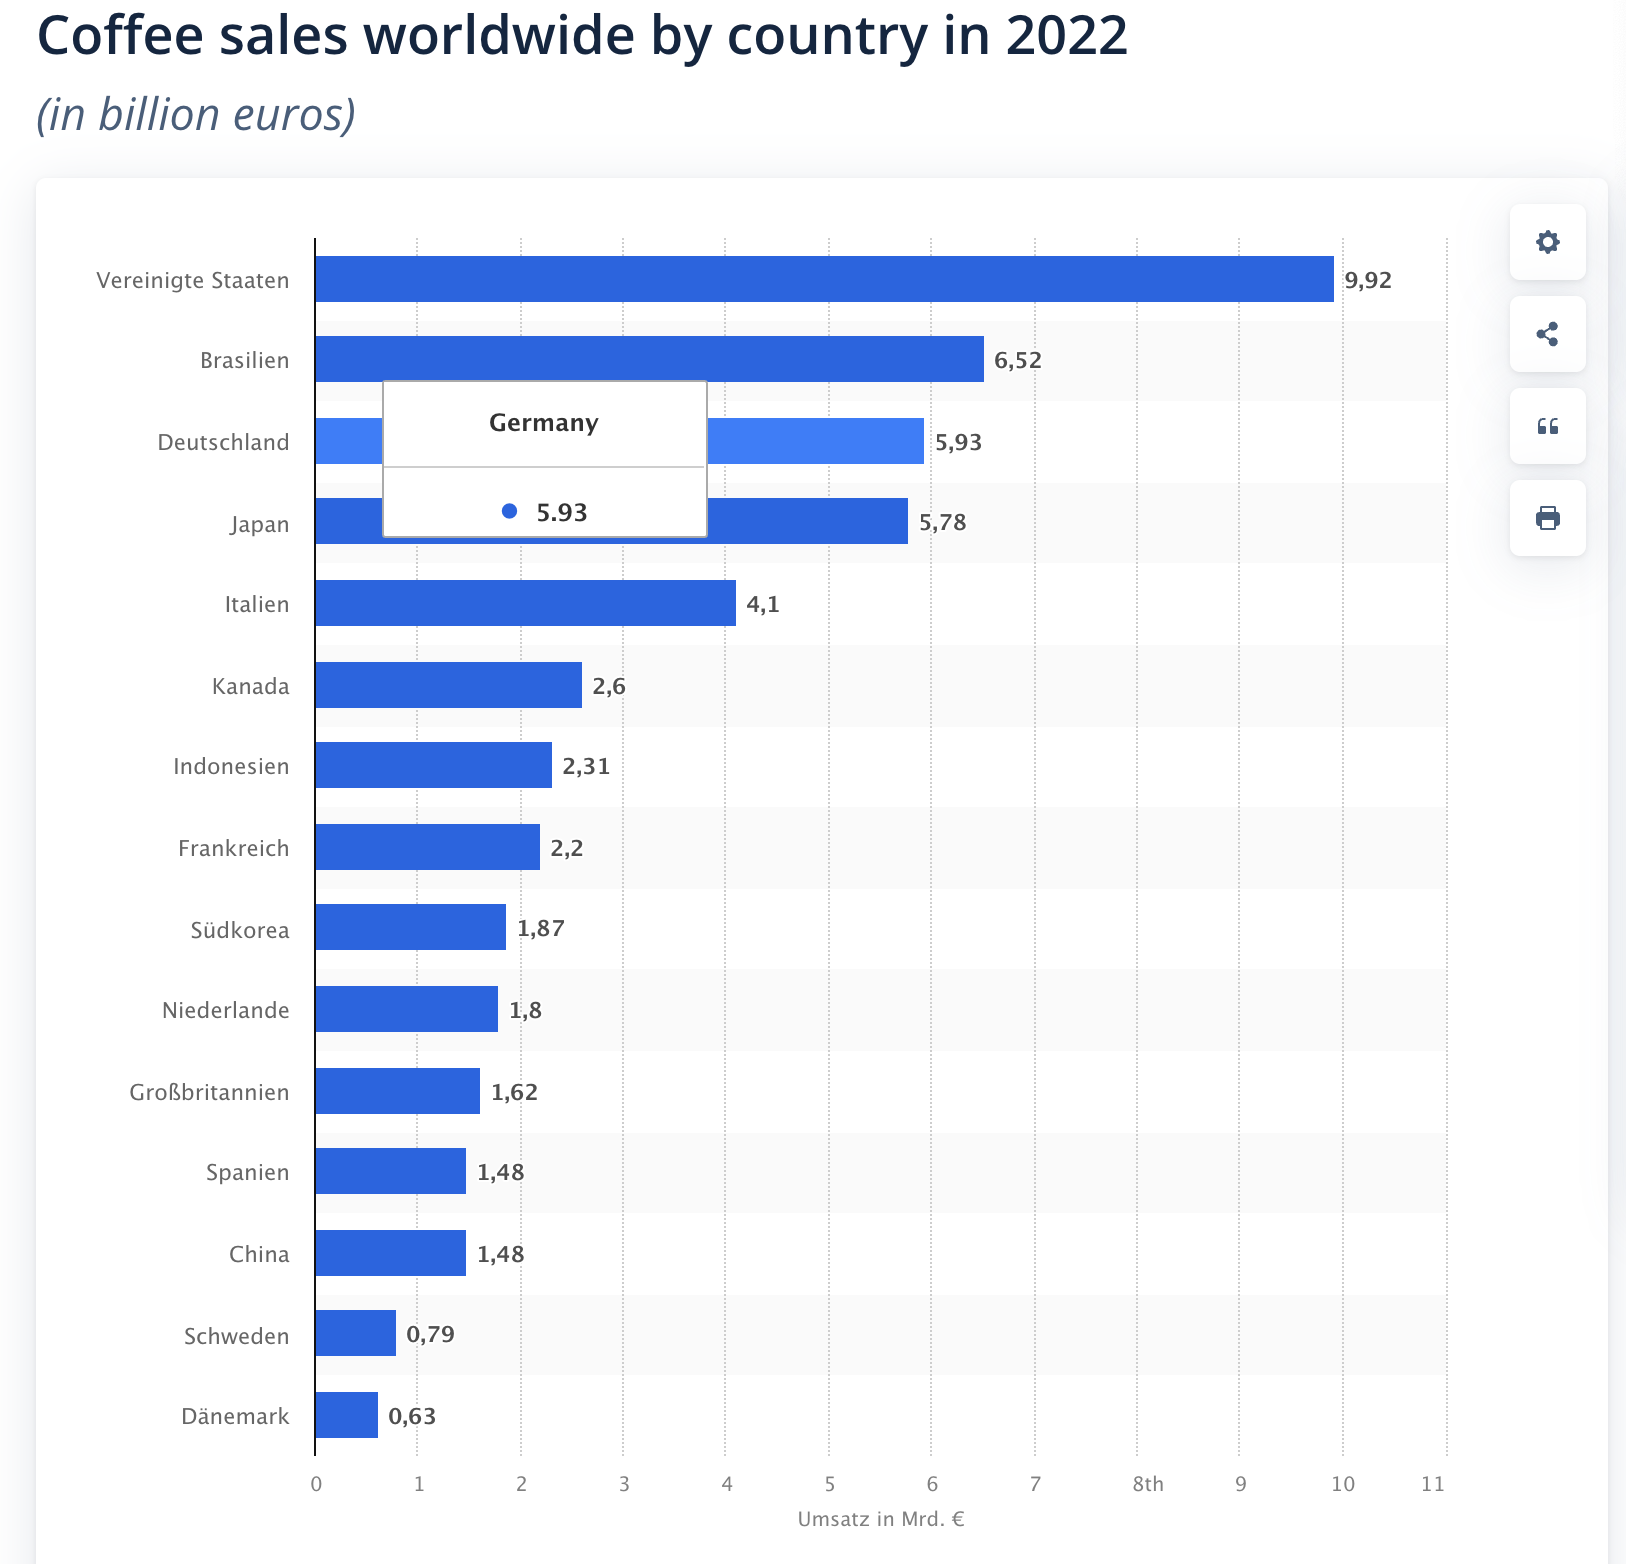 Coffee sales worldwide by country in 2022
(in billion euros)
Vereinigte Staaten 9,92
Brasilien 6,52
Germany
Deutschland 5,93
5.93
Japan 5,78
Italien 4,1
Kanada 2,6
Indonesien 2,31
Frankreich 2,2
Südkorea 1,87
Niederlande 1,8
Großbritannien 1,62
Spanien 1,48
China 1,48
Schweden 0,79
Dänemark 0,63
0 1 2 3 4 5 6 7 8th 9 10 11
Umsatz in Mrd. €